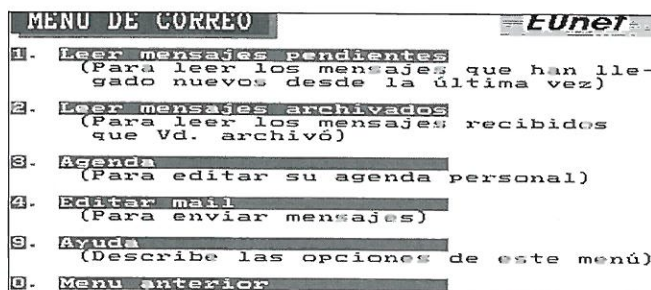 MENU DE CORREO
EUnet
1. Leer mensajes pendientes
(Para leer los mensajes que han lle-
gado nuevos desde la última vez)
2. Leer mensajes archivados
(Para leer los mensajes recibidos
que Vd. archivó)
3. Agenda
(Para editar su agenda personal)
4. Editar mail
(Para enviar mensajes)
9. Ayuda
(Describe las opciones de este menú)
0. Menu anterior